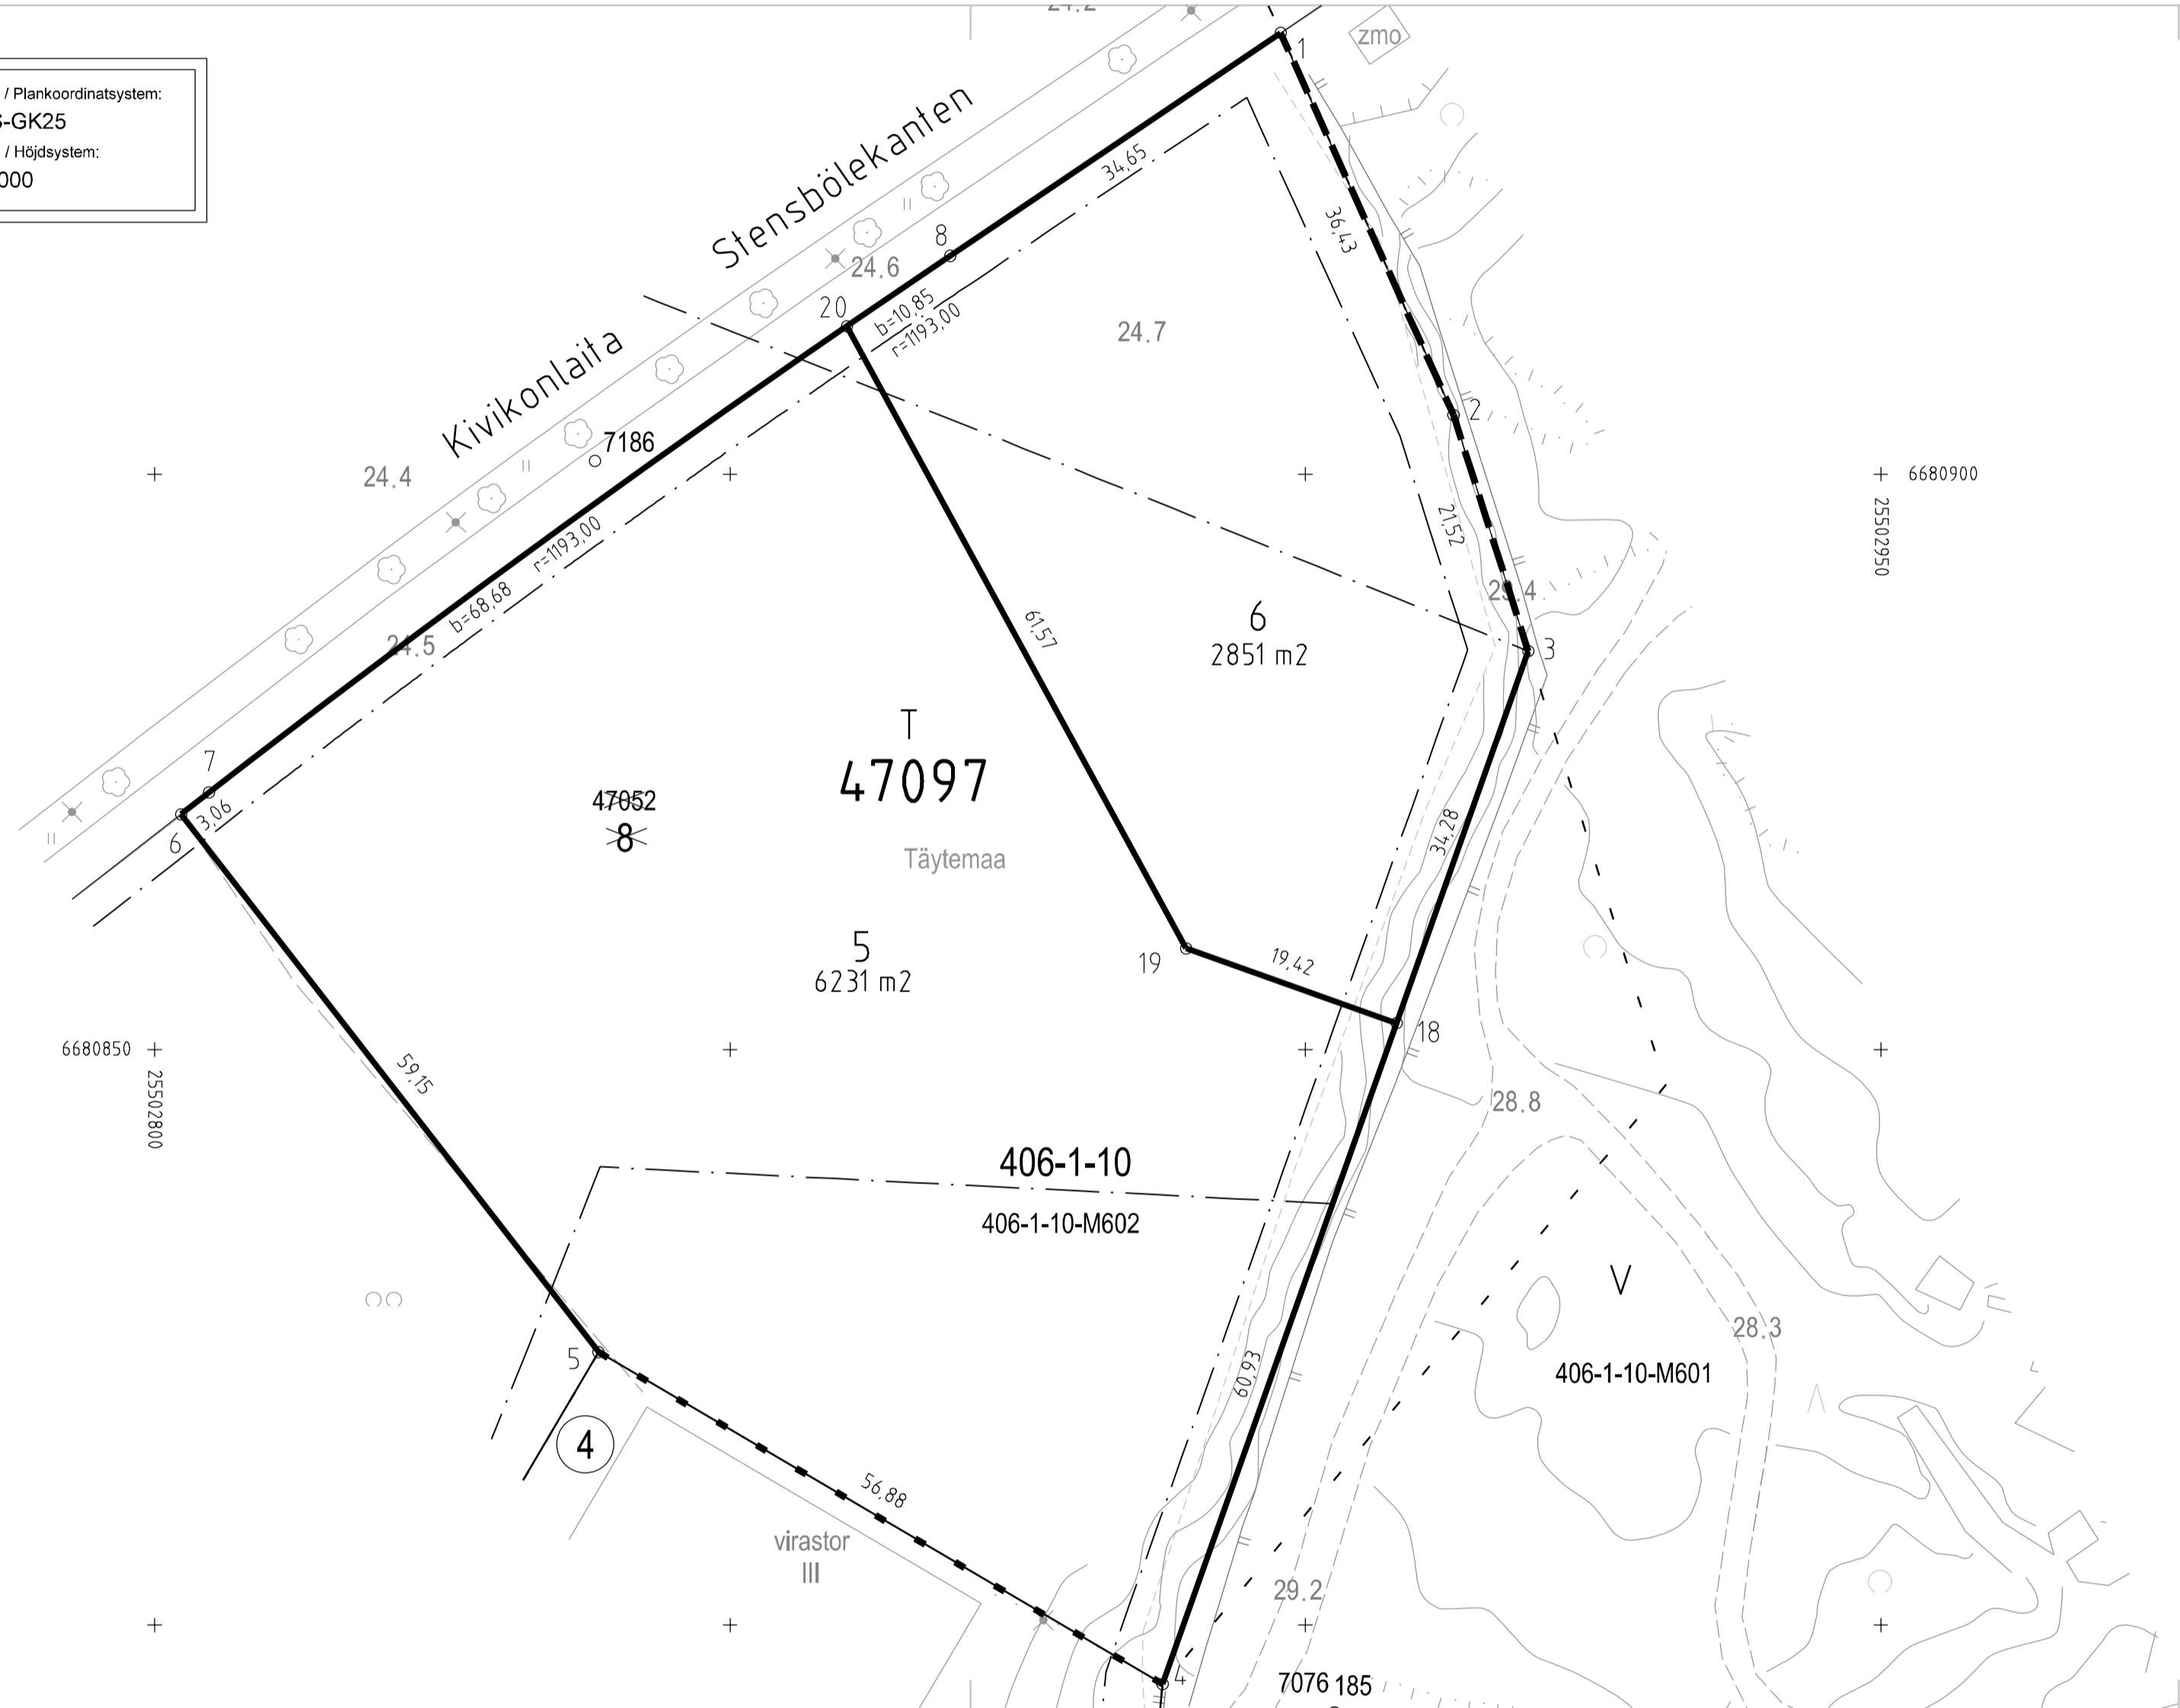 / Plankoordinatsystem:
-GK25
/ Höjdsystem:
000
zmo
1
Stensbölekanten
34,65
36,43
8
24.6
20
b=10,85
r=1193,00
24.7
Kivikonlaita
2
7186
24.4
6680900
25502950
21,52
r=1193,00
b=68,68
24.5
29.4
6
2851 m2
61,57
3
T
47097
7
47052
8
3,06
6
34,28
Täytemaa
5
6231 m2
19
19,42
18
6680850
25502800
59,15
28.8
406-1-10
406-1-10-M602
V
28.3
5
60,93
406-1-10-M601
4
56,88
virastor
III
29.2
4
7076
185